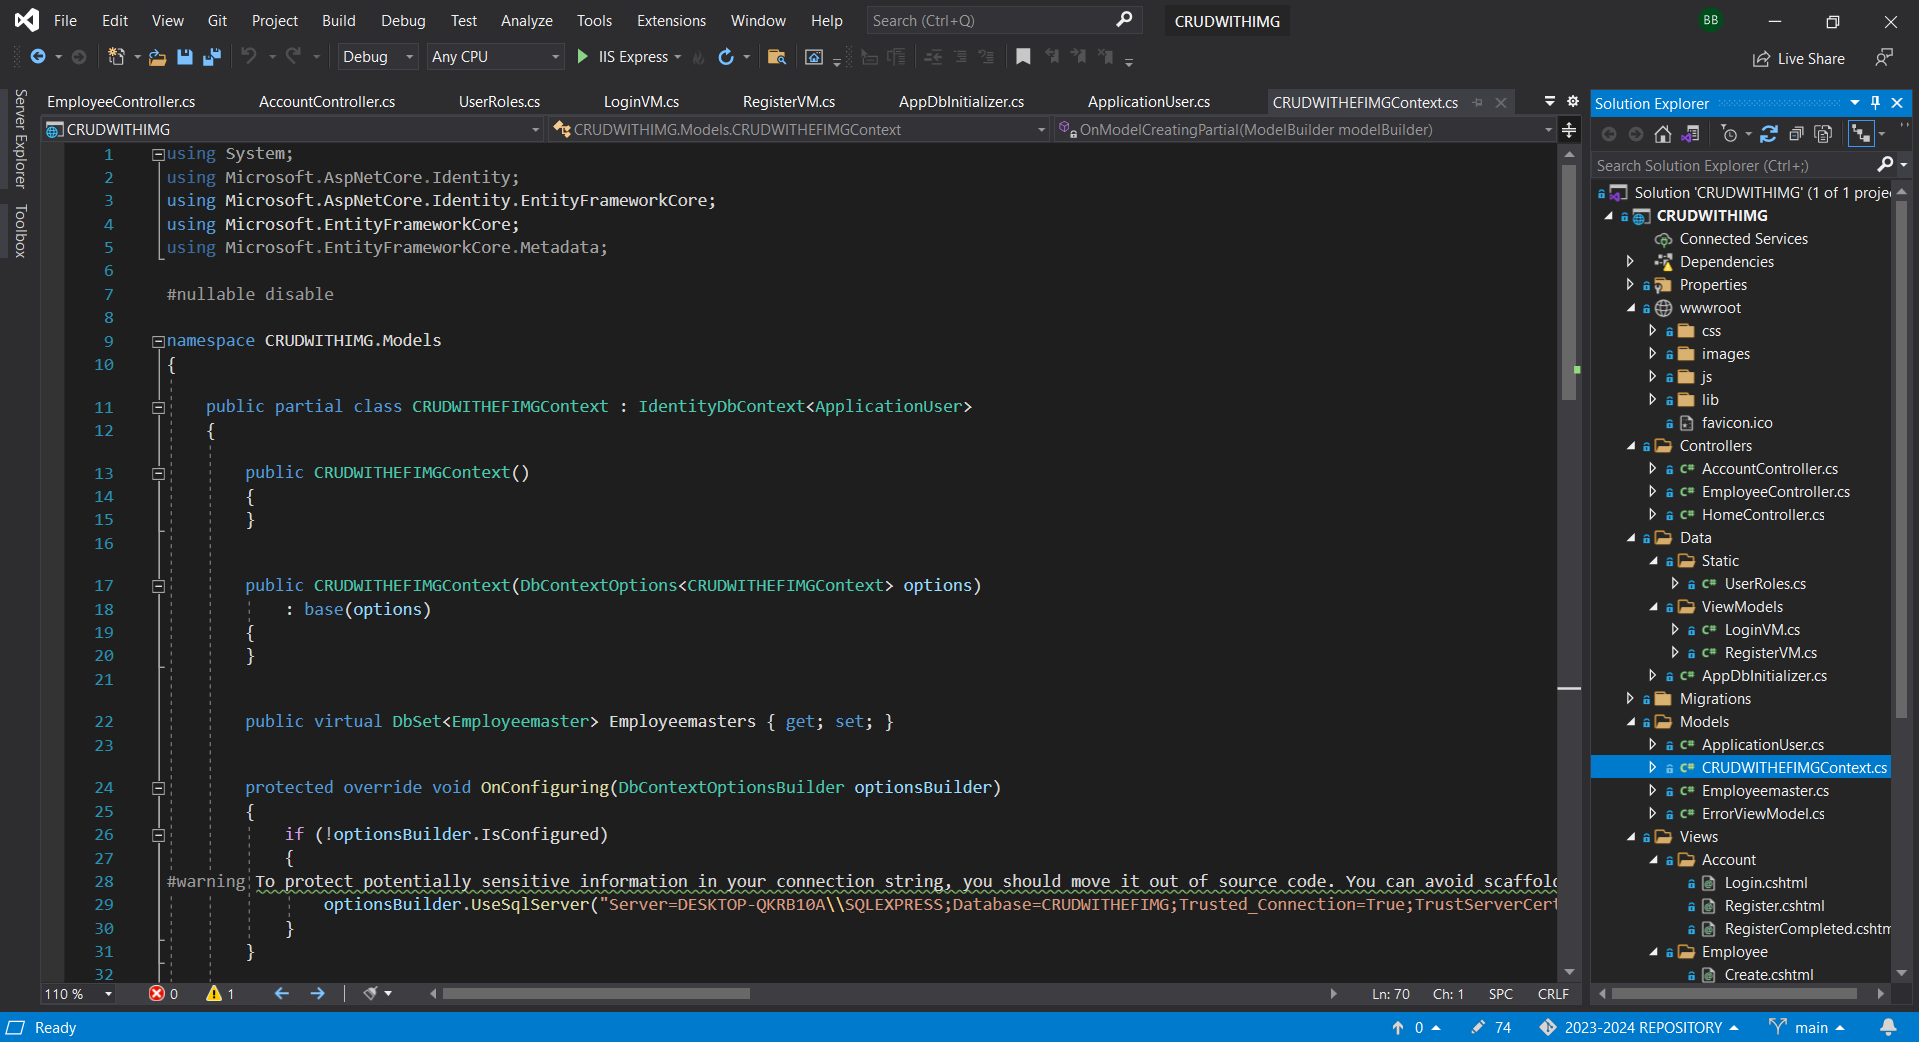 File Edit View Git Project Build Debug Test Analyze Tools Extensions Window Help Search (Ctrl+Q) CRUDWITHIMG BB
Debug Any CPU IIS Express Live Share
Server Explorer
Toolbox
EmployeeController.cs AccountController.cs UserRoles.cs LoginVM.cs RegisterVM.cs AppDbInitializer.cs ApplicationUser.cs CRUDWITHEFIMGContext.cs
CRUDWITHIMG CRUDWITHIMG.Models.CRUDWITHEFIMGContext OnModelCreatingPartial(ModelBuilder modelBuilder)
1 using System;
2 using Microsoft.AspNetCore.Identity;
3 using Microsoft.AspNetCore.Identity.EntityFrameworkCore;
4 using Microsoft.EntityFrameworkCore;
5 using Microsoft.EntityFrameworkCore.Metadata;
6
7 #nullable disable
8
9 namespace CRUDWITHIMG.Models
10 {
11 public partial class CRUDWITHEFIMGContext : IdentityDbContext<ApplicationUser>
12 {
13 public CRUDWITHEFIMGContext()
14 {
15 }
16
17 public CRUDWITHEFIMGContext(DbContextOptions<CRUDWITHEFIMGContext> options)
18 : base(options)
19 {
20 }
21
22 public virtual DbSet<Employeemaster> Employeemasters { get; set; }
23
24 protected override void OnConfiguring(DbContextOptionsBuilder optionsBuilder)
25 {
26 if (!optionsBuilder.IsConfigured)
27 {
28 #warning To protect potentially sensitive information in your connection string, you should move it out of source code. You can avoid scaffold
29 optionsBuilder.UseSqlServer("Server=DESKTOP-QKRB10A\\SQLEXPRESS;Database=CRUDWITHEFIMG;Trusted_Connection=True;TrustServerCert
30 }
31 }
32
110 % 0 1 Ln: 70 Ch: 1 SPC CRLF
Solution Explorer
Search Solution Explorer (Ctrl+;)
Solution 'CRUDWITHIMG' (1 of 1 proje
CRUDWITHIMG
Connected Services
Dependencies
Properties
wwwroot
css
images
js
lib
favicon.ico
Controllers
C# AccountController.cs
C# EmployeeController.cs
C# HomeController.cs
Data
Static
C# UserRoles.cs
ViewModels
C# LoginVM.cs
C# RegisterVM.cs
C# AppDbInitializer.cs
Migrations
Models
C# ApplicationUser.cs
C# CRUDWITHEFIMGContext.cs
C# Employeemaster.cs
C# ErrorViewModel.cs
Views
Account
Login.cshtml
Register.cshtml
RegisterCompleted.cshtm
Employee
Create.cshtml
Ready 0 74 2023-2024 REPOSITORY main